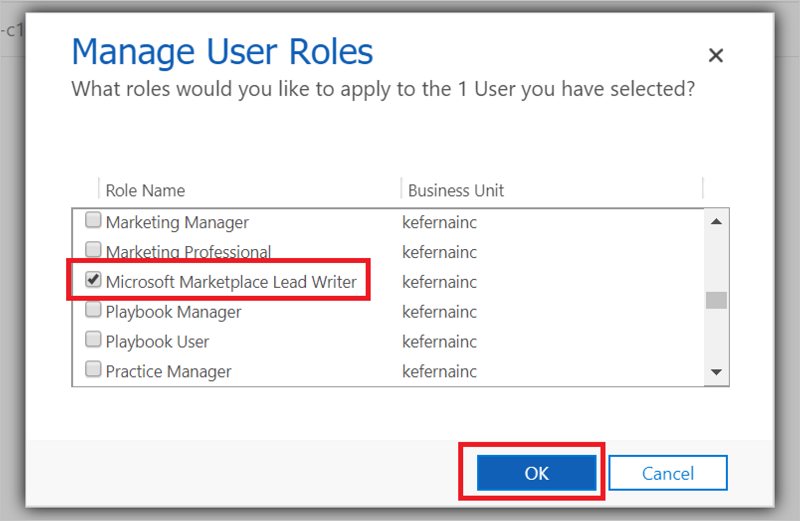 -c1
Manage User Roles
What roles would you like to apply to the 1 User you have selected?
Role Name Business Unit
Marketing Manager kefernainc
Marketing Professional kefernainc
Microsoft Marketplace Lead Writer kefernainc
Playbook Manager kefernainc
Playbook User kefernainc
Practice Manager kefernainc
OK Cancel